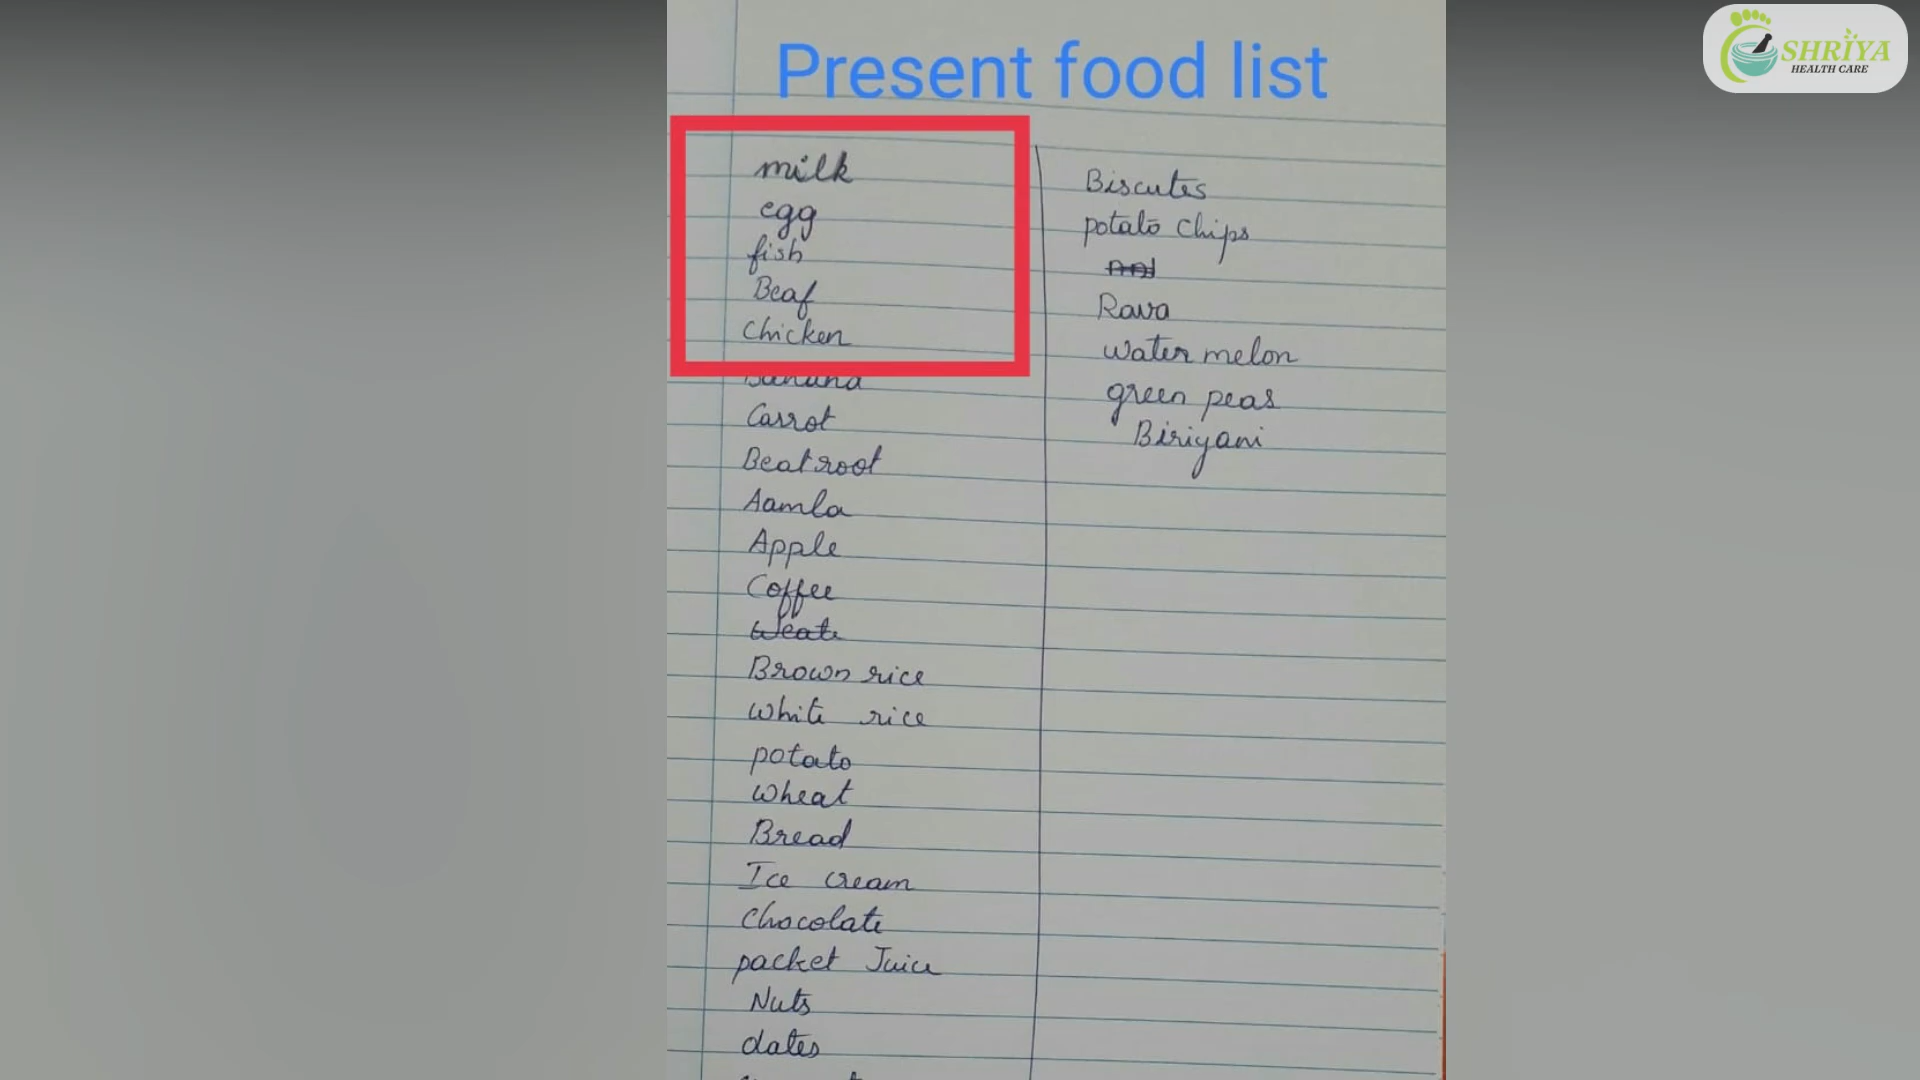 Present food list
SHRIYA
HEALTH CARE
milk
egg
fish
Beaf
Chicken
Banana
Carrot
Beatroot
Aamla
Apple
Coffee
Brown rice
white rice
potato
wheat
Bread
Ice cream
Chocolate
packet Juice
Nuts
dates
Biscutes
potato Chips
Rava
water melon
green peas
Biriyani